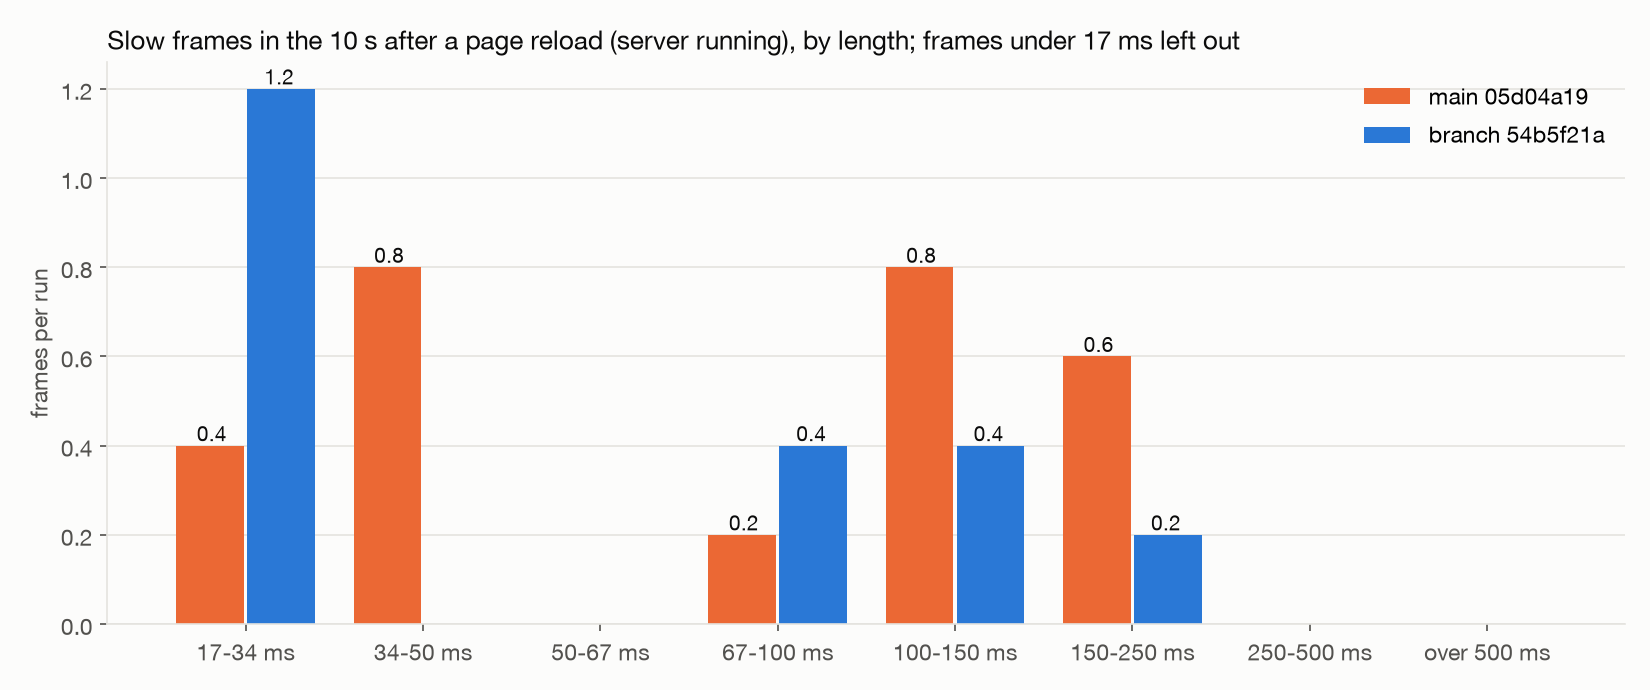 Slow frames in the 10 s after a page reload (server running), by length; frames under 17 ms left out
main 05d04a19
branch 54b5f21a
frames per run
1.2
1.0
0.8
0.6
0.4
0.2
0.0
0.4
1.2
0.8
0.2
0.4
0.8
0.4
0.6
0.2
17-34 ms
34-50 ms
50-67 ms
67-100 ms
100-150 ms
150-250 ms
250-500 ms
over 500 ms